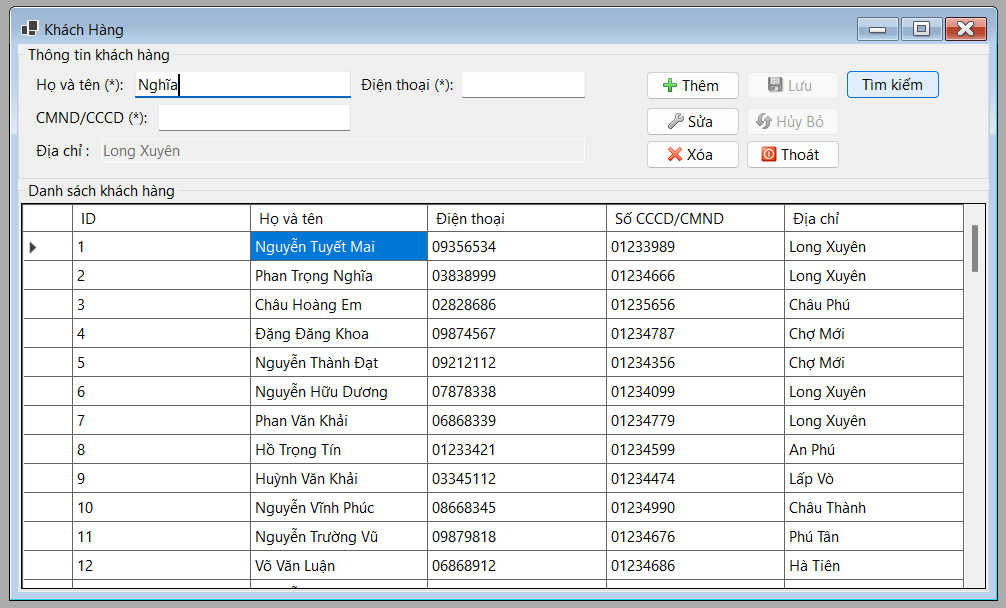 Khách Hàng
Thông tin khách hàng
Họ và tên (*): Nghĩa Điện thoại (*): Thêm Lưu Tìm kiếm
CMND/CCCD (*): Sửa Hủy Bỏ
Địa chỉ : Long Xuyên Xóa Thoát
Danh sách khách hàng
ID Họ và tên Điện thoại Số CCCD/CMND Địa chỉ
1 Nguyễn Tuyết Mai 09356534 01233989 Long Xuyên
2 Phan Trọng Nghĩa 03838999 01234666 Long Xuyên
3 Châu Hoàng Em 02828686 01235656 Châu Phú
4 Đặng Đăng Khoa 09874567 01234787 Chợ Mới
5 Nguyễn Thành Đạt 09212112 01234356 Chợ Mới
6 Nguyễn Hữu Dương 07878338 01234099 Long Xuyên
7 Phan Văn Khải 06868339 01234779 Long Xuyên
8 Hồ Trọng Tín 01233421 01234599 An Phú
9 Huỳnh Văn Khải 03345112 01234474 Lấp Vò
10 Nguyễn Vĩnh Phúc 08668345 01234990 Châu Thành
11 Nguyễn Trường Vũ 09879818 01234676 Phú Tân
12 Võ Văn Luận 06868912 01234686 Hà Tiên